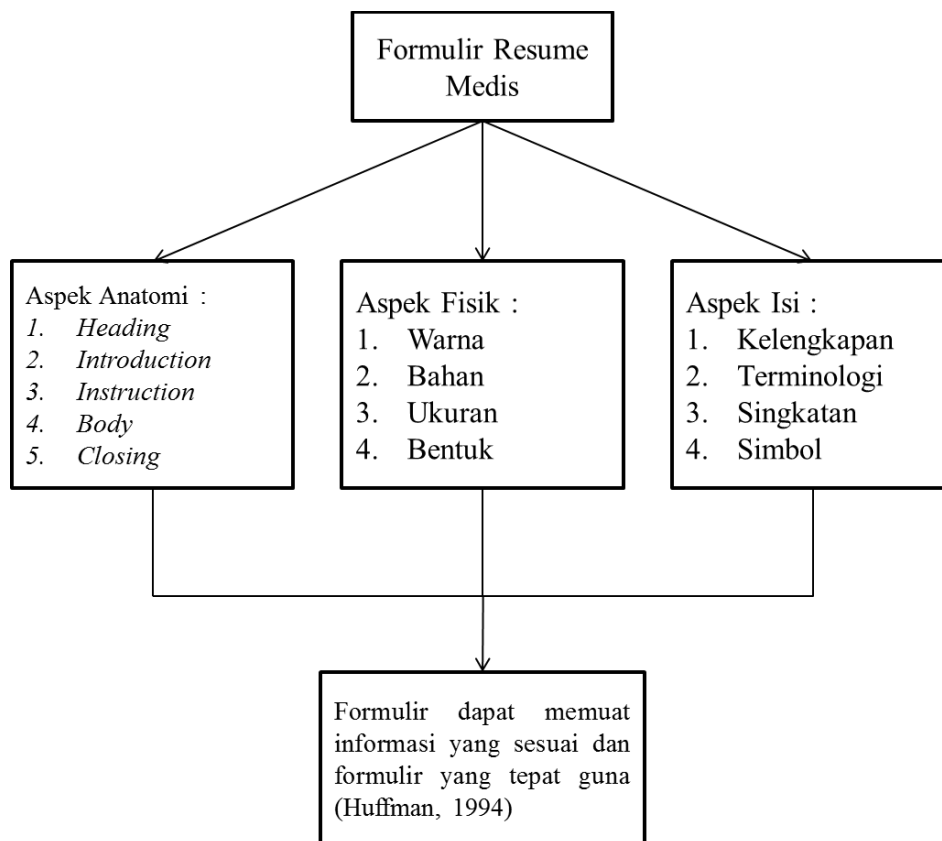 Formulir Resume
Medis
Aspek Anatomi :
1. Heading
2. Introduction
3. Instruction
4. Body
5. Closing
Aspek Fisik :
1. Warna
2. Bahan
3. Ukuran
4. Bentuk
Aspek Isi :
1. Kelengkapan
2. Terminologi
3. Singkatan
4. Simbol
Formulir dapat memuat
informasi yang sesuai dan
formulir yang tepat guna
(Huffman, 1994)